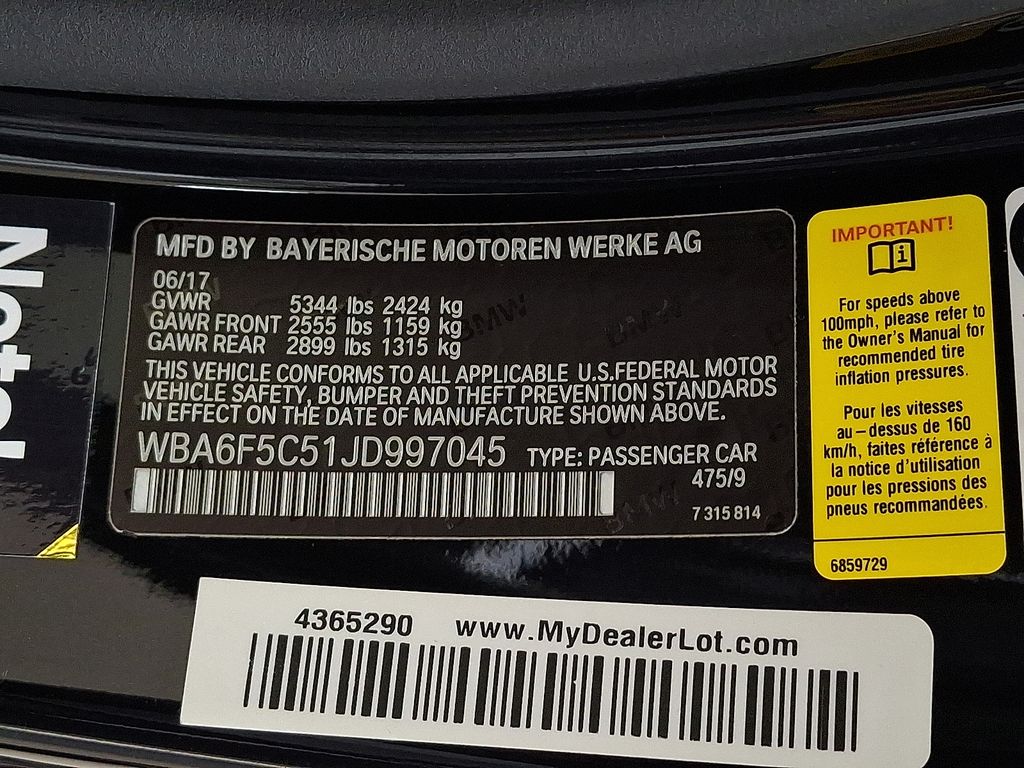 MFD BY BAYERISCHE MOTOREN WERKE AG
06/17
GVWR 5344 lbs 2424 kg
GAWR FRONT 2555 lbs 1159 kg
GAWR REAR 2899 lbs 1315 kg
THIS VEHICLE CONFORMS TO ALL APPLICABLE U.S.FEDERAL MOTOR
VEHICLE SAFETY, BUMPER AND THEFT PREVENTION STANDARDS
IN EFFECT ON THE DATE OF MANUFACTURE SHOWN ABOVE.
WBA6F5C51JD997045 TYPE: PASSENGER CAR
475/9
7 315 814
IMPORTANT!
For speeds above
100mph, please refer to
the Owner's Manual for
recommended tire
inflation pressures.
Pour les vitesses
au-dessus de 160
km/h, faites référence à
la notice d'utilisation
pour les pressions des
pneus recommandées.
6859729
4365290 www.MyDealerLot.com
BMW
BMW
BMW